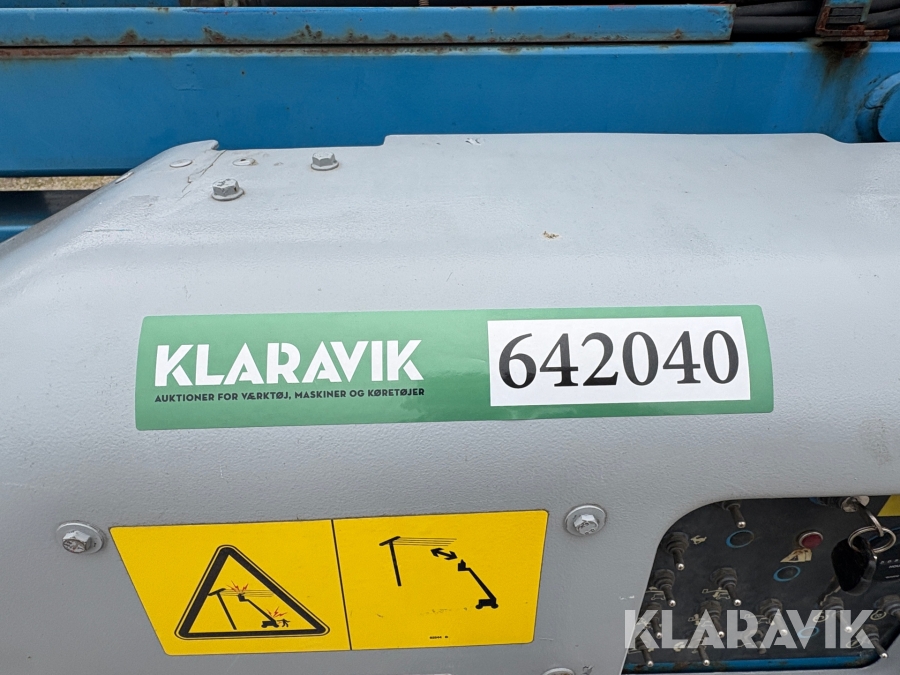 KLARAVIK
AUKTIONER FOR VÆRKTØJ, MASKINER OG KØRETØJER
642040
KLARAVIK